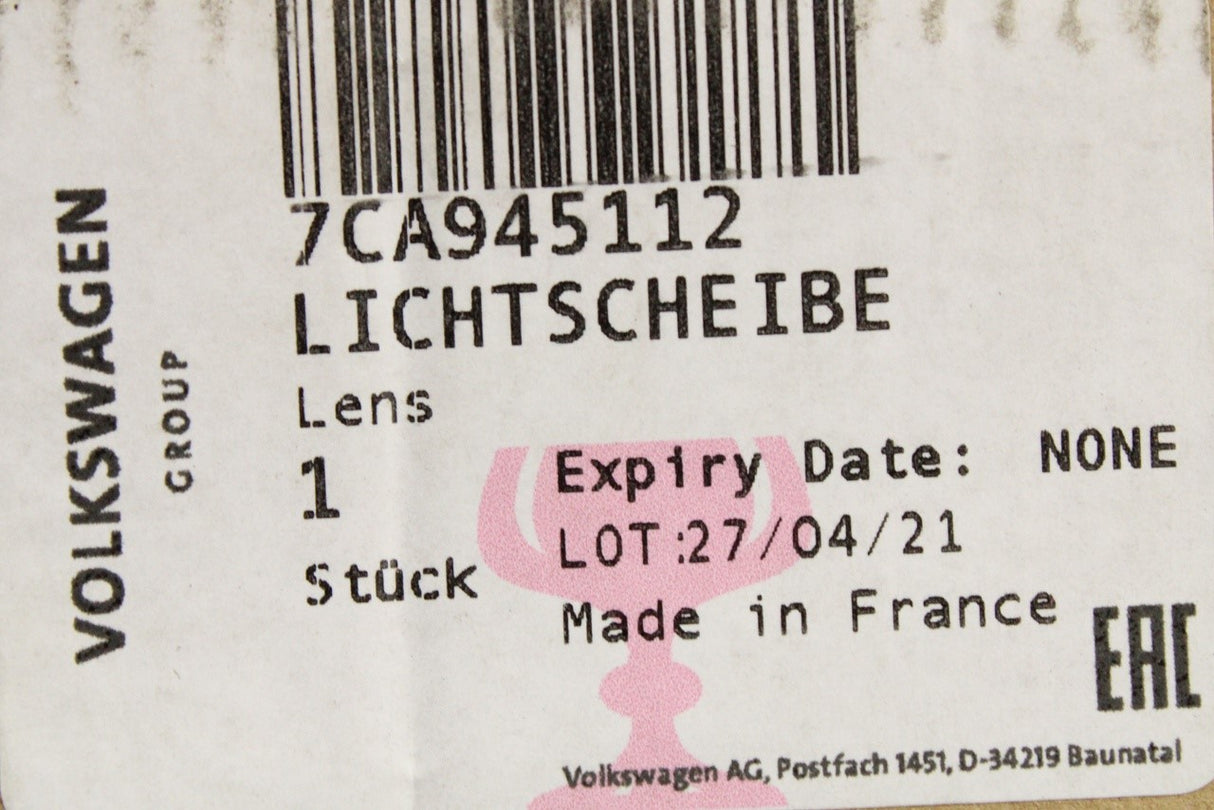 VOLKSWAGEN
GROUP
7CA945112
LICHTSCHEIBE
Lens
1
Stück
Expiry Date: NONE
LOT:27/04/21
Made in France
EAC
Volkswagen AG, Postfach 1451, D-34219 Baunatal